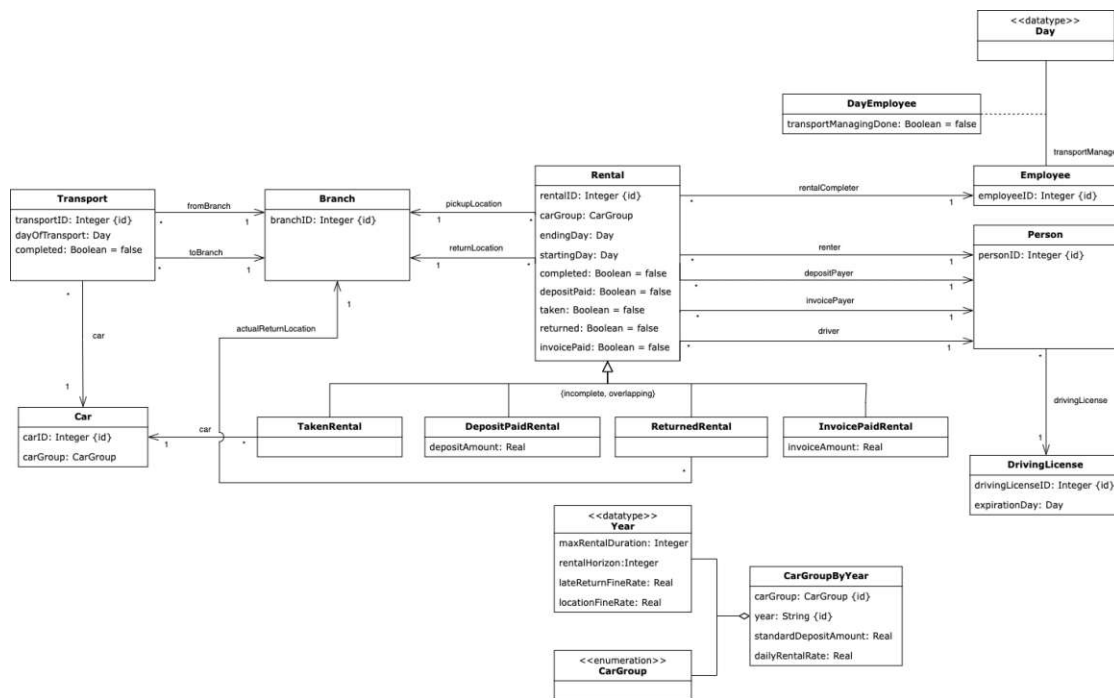 <<datatype>>
Day
DayEmployee
transportManagingDone: Boolean = false
transportManage
Employee
employeeID: Integer {id}
Rental
rentalID: Integer {id}
carGroup: CarGroup
endingDay: Day
startingDay: Day
completed: Boolean = false
depositPaid: Boolean = false
taken: Boolean = false
returned: Boolean = false
invoicePaid: Boolean = false
rentalCompleter
*
1
Transport
transportID: Integer {id}
dayOfTransport: Day
completed: Boolean = false
fromBranch
*
1
toBranch
*
1
Branch
branchID: Integer {id}
pickupLocation
1
*
returnLocation
1
*
Person
personID: Integer {id}
renter
*
1
depositPayer
*
1
invoicePayer
*
1
driver
*
1
*
car
1
actualReturnLocation
1
*
drivingLicense
1
{incomplete, overlapping}
Car
carID: Integer {id}
carGroup: CarGroup
car
1
*
TakenRental
DepositPaidRental
depositAmount: Real
ReturnedRental
*
InvoicePaidRental
invoiceAmount: Real
DrivingLicense
drivingLicenseID: Integer {id}
expirationDay: Day
<<datatype>>
Year
maxRentalDuration: Integer
rentalHorizon:Integer
lateReturnFineRate: Real
locationFineRate: Real
CarGroupByYear
carGroup: CarGroup {id}
year: String {id}
standardDepositAmount: Real
dailyRentalRate: Real
<<enumeration>>
CarGroup